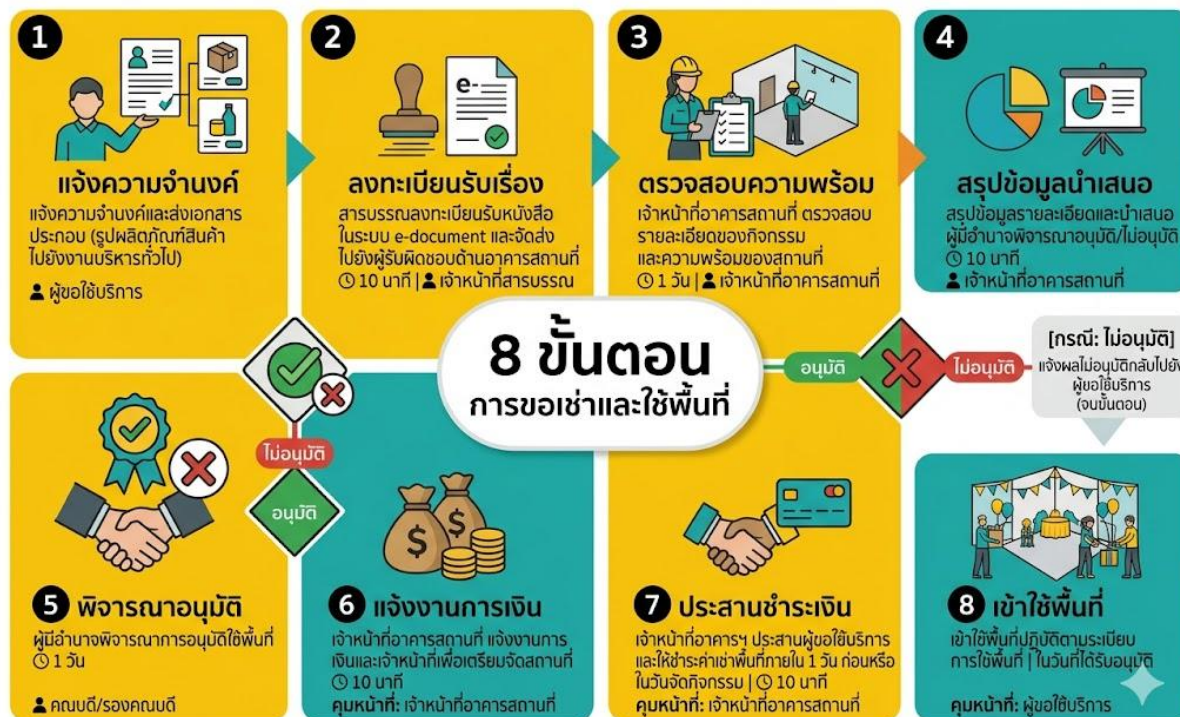 1
แจ้งความจำนงค์
แจ้งความจำนงค์และส่งเอกสาร
ประกอบ (รูปผลิตภัณฑ์สินค้า
ไปยังงานบริหารทั่วไป)
ผู้ขอใช้บริการ
2
e-
ลงทะเบียนรับเรื่อง
สารบรรณลงทะเบียนรับหนังสือ
ในระบบ e-document และจัดส่ง
ไปยังผู้รับผิดชอบด้านอาคารสถานที่
10 นาที | เจ้าหน้าที่สารบรรณ
3
ตรวจสอบความพร้อม
เจ้าหน้าที่อาคารสถานที่ ตรวจสอบ
รายละเอียดของกิจกรรม
และความพร้อมของสถานที่
1 วัน | เจ้าหน้าที่อาคารสถานที่
4
สรุปข้อมูลนำเสนอ
สรุปข้อมูลรายละเอียดและนำเสนอ
ผู้มีอำนาจพิจารณาอนุมัติ/ไม่อนุมัติ
10 นาที
เจ้าหน้าที่อาคารสถานที่
8 ขั้นตอน
การขอเช่าและใช้พื้นที่
อนุมัติ
ไม่อนุมัติ
[กรณี: ไม่อนุมัติ]
แจ้งผลไม่อนุมัติกลับไปยัง
ผู้ขอใช้บริการ
(จบขั้นตอน)
ไม่อนุมัติ
อนุมัติ
5 พิจารณาอนุมัติ
ผู้มีอำนาจพิจารณาการอนุมัติใช้พื้นที่
1 วัน
คณบดี/รองคณบดี
$ $
6 แจ้งงานการเงิน
เจ้าหน้าที่อาคารสถานที่ แจ้งงานการ
เงินและเจ้าหน้าที่เพื่อเตรียมจัดสถานที่
10 นาที
คุมหน้าที่: เจ้าหน้าที่อาคารสถานที่
7 ประสานชำระเงิน
เจ้าหน้าที่อาคารฯ ประสานผู้ขอใช้บริการ
และให้ชำระค่าเช่าพื้นที่ภายใน 1 วัน ก่อนหรือ
ในวันจัดกิจกรรม | 10 นาที
คุมหน้าที่: เจ้าหน้าที่อาคารสถานที่
8 เข้าใช้พื้นที่
เข้าใช้พื้นที่ปฏิบัติตามระเบียบ
การใช้พื้นที่ | ในวันที่ได้รับอนุมัติ
คุมหน้าที่: ผู้ขอใช้บริการ